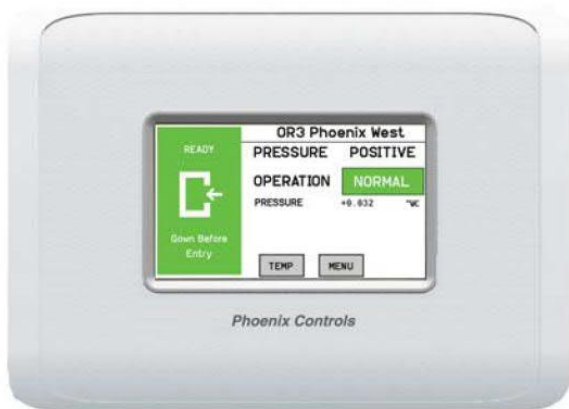 READY
Gown Before
Entry
OR3 Phoenix West
PRESSURE POSITIVE
OPERATION NORMAL
PRESSURE +0.032 "WC
TEMP MENU
Phoenix Controls